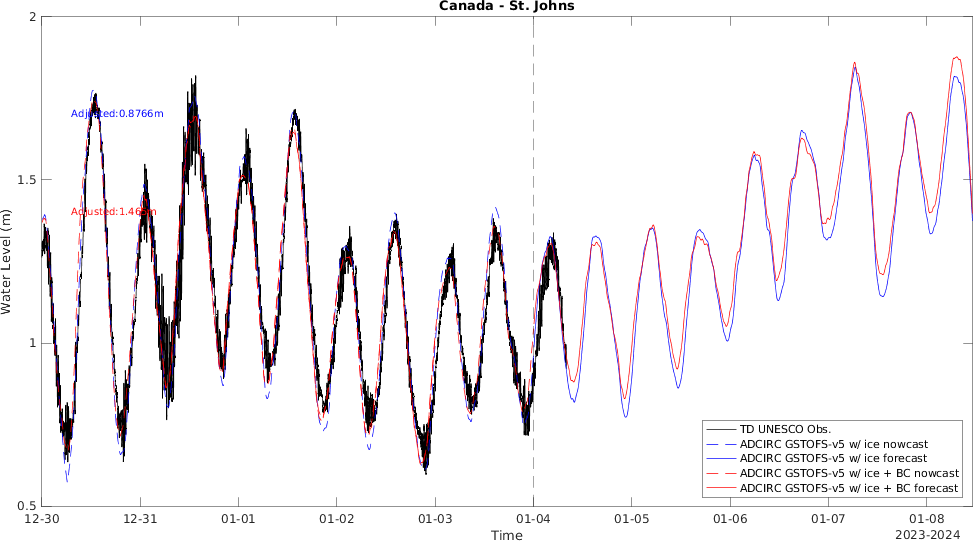 Canada - St. Johns
2
1.5
1
0.5
Water Level (m)
Adjusted:0.8766m
12-30 12-31 01-01 01-02 01-03 01-04 01-05 01-06 01-07 01-08
Time
2023-2024
TD UNESCO Obs.
ADCIRC GSTOFS-v5 w/ ice nowcast
ADCIRC GSTOFS-v5 w/ ice forecast
ADCIRC GSTOFS-v5 w/ ice + BC nowcast
ADCIRC GSTOFS-v5 w/ ice + BC forecast